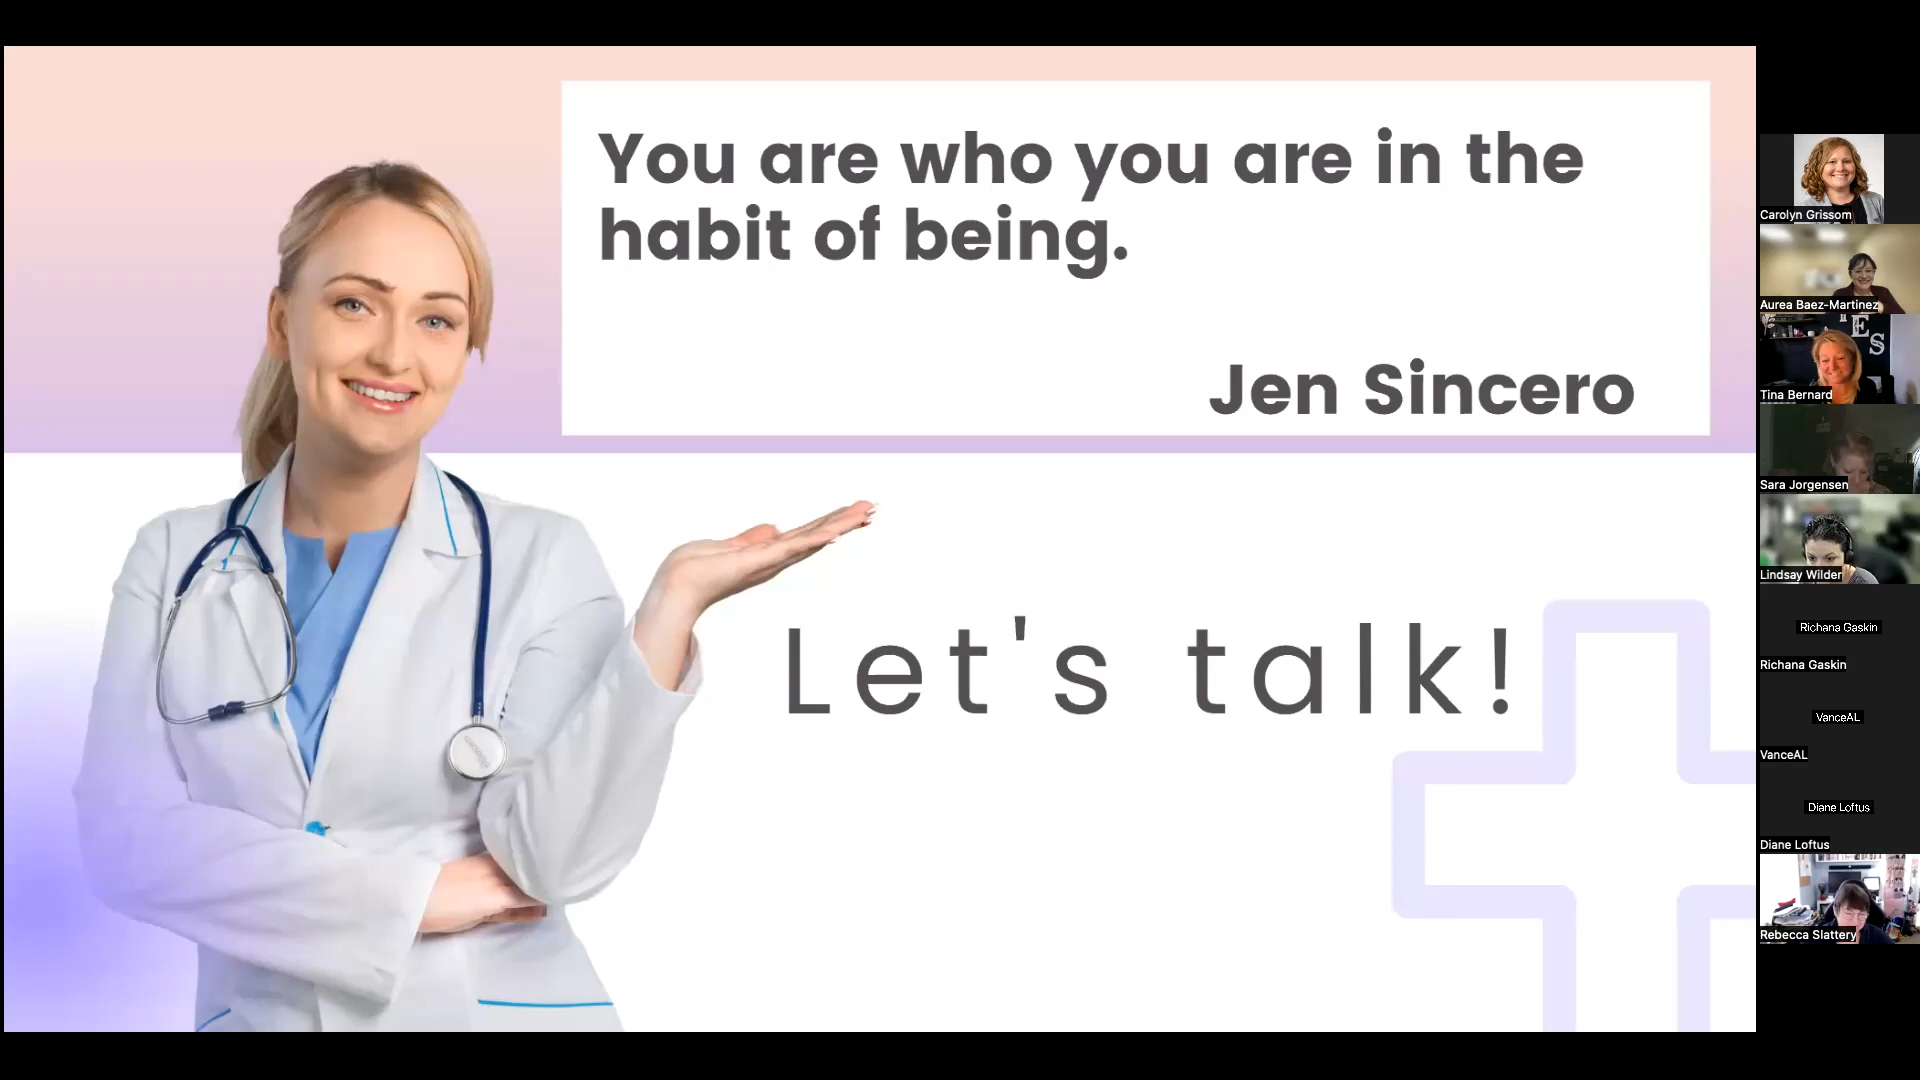 You are who you are in the
habit of being.
Jen Sincero
Let's talk!
Carolyn Grissom
Aurea Baez-Martinez
ES
Tina Bernard
Sara Jorgensen
Lindsay Wilder
Richana Gaskin
Richana Gaskin
VanceAL
VanceAL
Diane Loftus
Diane Loftus
Rebecca Slattery